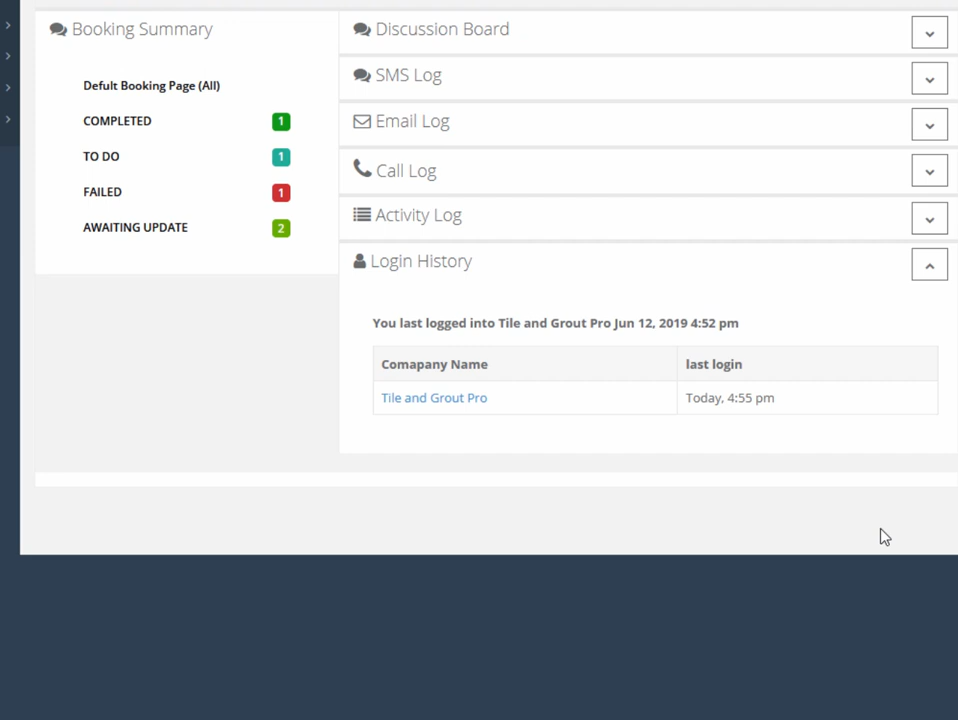 Booking Summary
Defult Booking Page (All)
COMPLETED 1
TO DO 1
FAILED 1
AWAITING UPDATE 2
Discussion Board
SMS Log
Email Log
Call Log
Activity Log
Login History
You last logged into Tile and Grout Pro Jun 12, 2019 4:52 pm
Comapany Name last login
Tile and Grout Pro Today, 4:55 pm